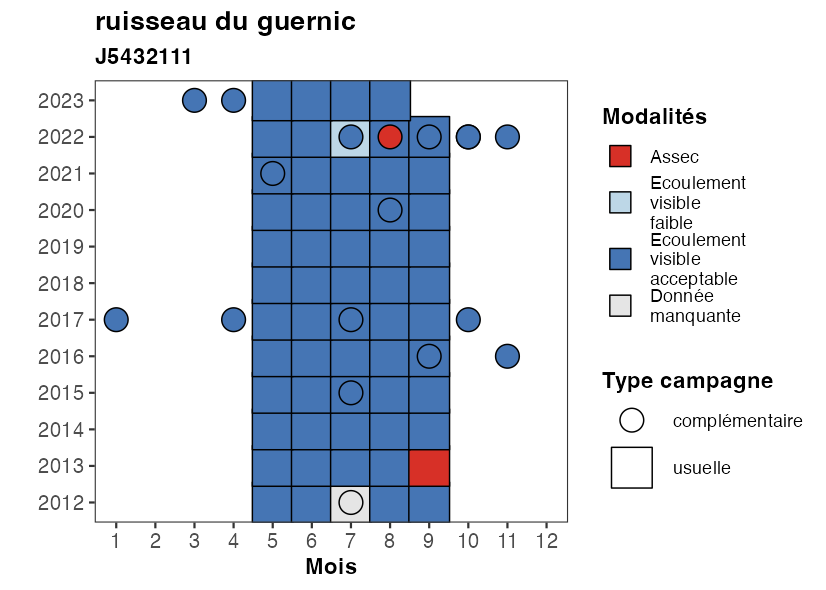 ruisseau du guernic
J5432111
2023
2022
2021
2020
2019
2018
2017
2016
2015
2014
2013
2012
1 2 3 4 5 6 7 8 9 10 11 12
Mois
Modalités
Assec
Ecoulement
visible
faible
Ecoulement
visible
acceptable
Donnée
manquante
Type campagne
complémentaire
usuelle